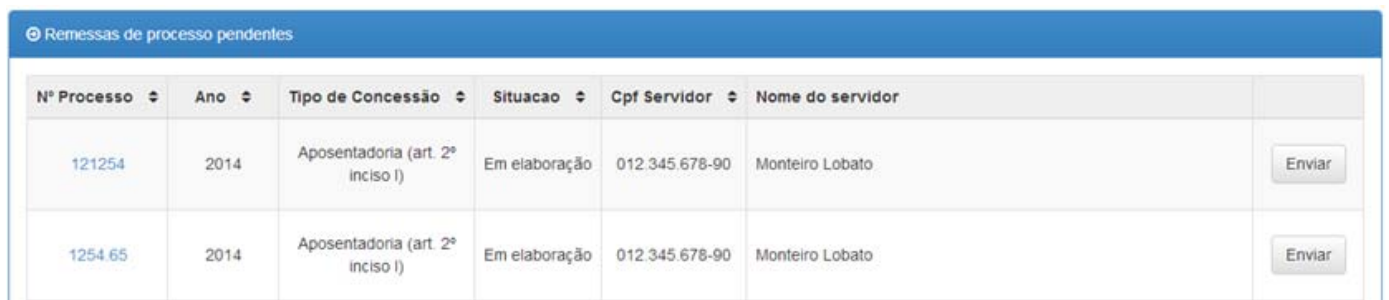 Remessas de processo pendentes
Nº Processo Ano Tipo de Concessão Situacao Cpf Servidor Nome do servidor
121254 2014 Aposentadoria (art. 2º inciso I) Em elaboração 012.345.678-90 Monteiro Lobato Enviar
1254.65 2014 Aposentadoria (art. 2º inciso I) Em elaboração 012.345.678-90 Monteiro Lobato Enviar